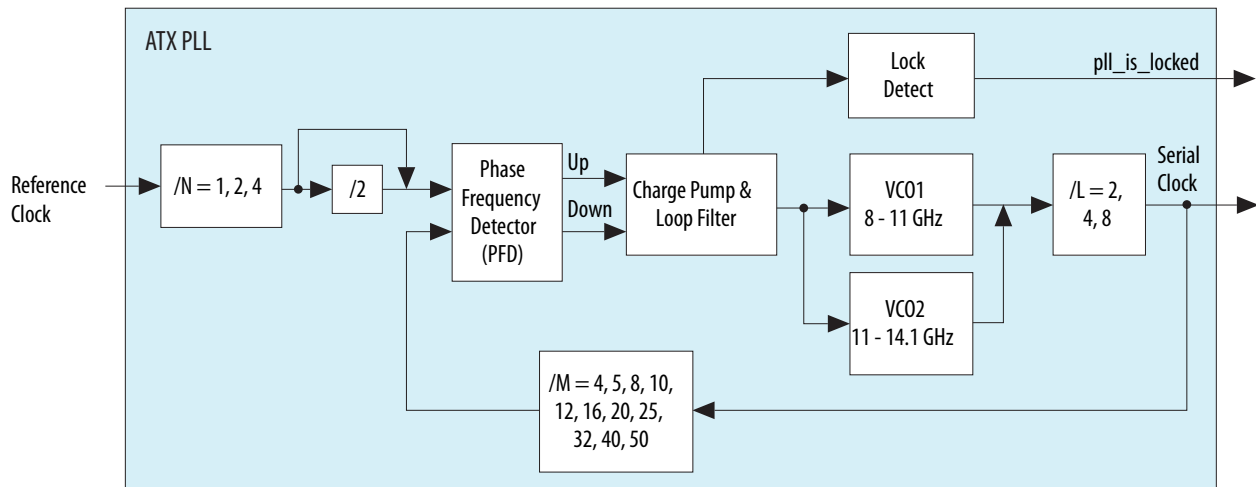 ATX PLL
Lock
Detect
pll_is_locked
Reference
Clock
/N = 1, 2, 4
/2
Phase
Frequency
Detector
(PFD)
Up
Down
Charge Pump &
Loop Filter
VCO1
8 - 11 GHz
VCO2
11 - 14.1 GHz
/L = 2,
4, 8
Serial
Clock
/M = 4, 5, 8, 10,
12, 16, 20, 25,
32, 40, 50